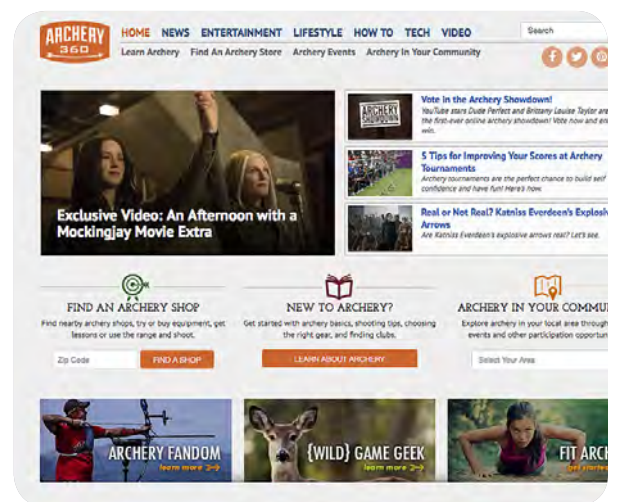 ARCHERY
360
HOME NEWS ENTERTAINMENT LIFESTYLE HOW TO TECH VIDEO
Search
Learn Archery Find An Archery Store Archery Events Archery In Your Community
Exclusive Video: An Afternoon with a
Mockingjay Movie Extra
ARCHERY
SHOWDOWN
Vote in the Archery Showdown!
YouTube stars Dude Perfect and Brittany Louise Taylor are
the first-ever online archery showdown! Vote now and en
win.
5 Tips for Improving Your Scores at Archery
Tournaments
Archery tournaments are the perfect chance to build self
confidence and have fun! Here's how.
Real or Not Real? Katniss Everdeen's Explosiv
Arrows
Are Katniss Everdeen's explosive arrows real? Let's see.
FIND AN ARCHERY SHOP
Find nearby archery shops, try or buy equipment, get
lessons or use the range and shoot.
Zip Code
FIND A SHOP
NEW TO ARCHERY?
Get started with archery basics, shooting tips, choosing
the right gear, and finding clubs.
LEARN ABOUT ARCHERY
ARCHERY IN YOUR COMMU
Explore archery in your local area through
events and other participation opportun
Select Your Area
ARCHERY FANDOM
learn more
{WILD} GAME GEEK
learn more
FIT ARC
get starte